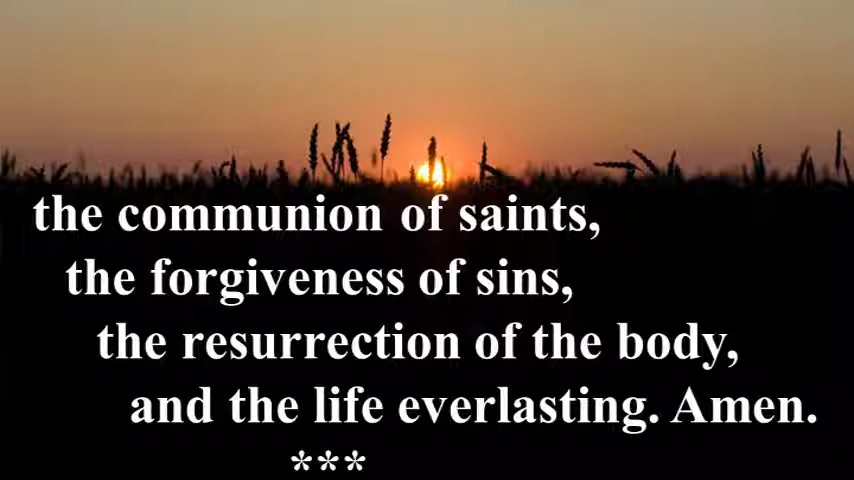 the communion of saints,
the forgiveness of sins,
the resurrection of the body,
and the life everlasting. Amen.
***